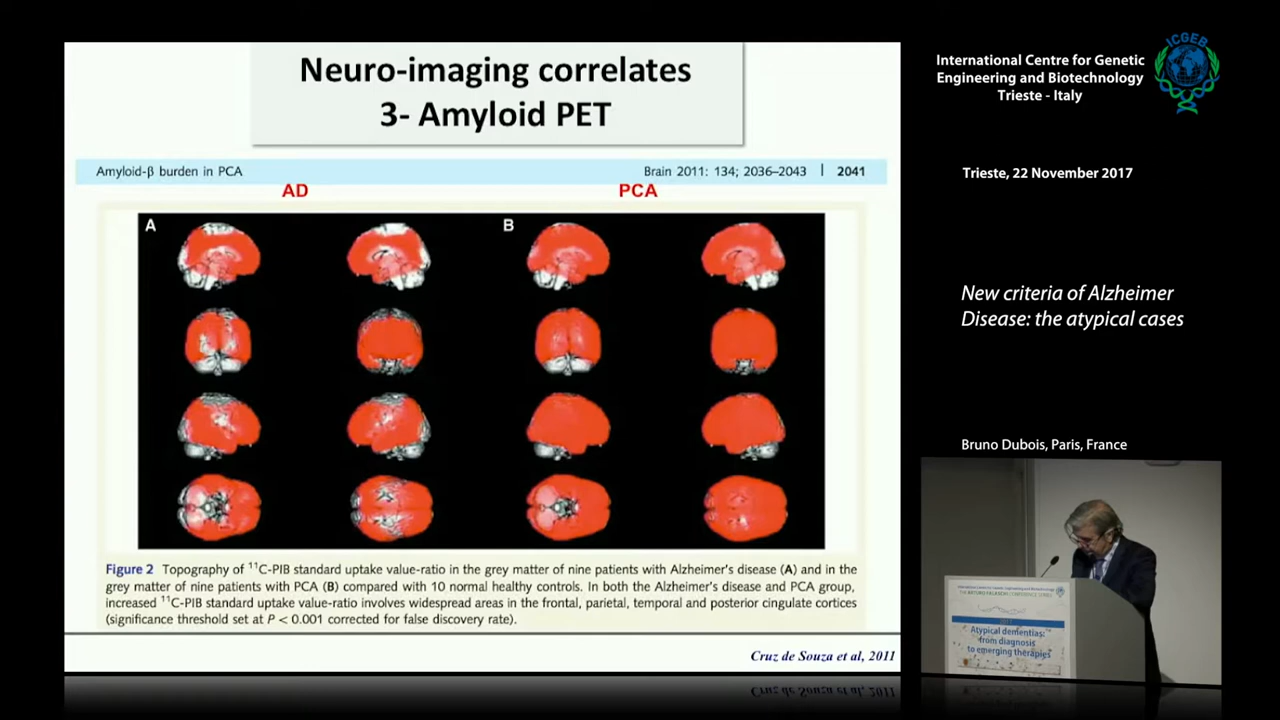 Neuro-imaging correlates
3- Amyloid PET
Amyloid-β burden in PCA
Brain 2011: 134; 2036–2043 | 2041
AD
PCA
A
B
Figure 2 Topography of ¹¹C-PIB standard uptake value-ratio in the grey matter of nine patients with Alzheimer's disease (A) and in the
grey matter of nine patients with PCA (B) compared with 10 normal healthy controls. In both the Alzheimer's disease and PCA group,
increased ¹¹C-PIB standard uptake value-ratio involves widespread areas in the frontal, parietal, temporal and posterior cingulate cortices
(significance threshold set at P < 0.001 corrected for false discovery rate).
Cruz de Souza et al, 2011
ICGEB
International Centre for Genetic
Engineering and Biotechnology
Trieste - Italy
Trieste, 22 November 2017
New criteria of Alzheimer
Disease: the atypical cases
Bruno Dubois, Paris, France
Atypical dementias:
from diagnosis
to emerging therapies